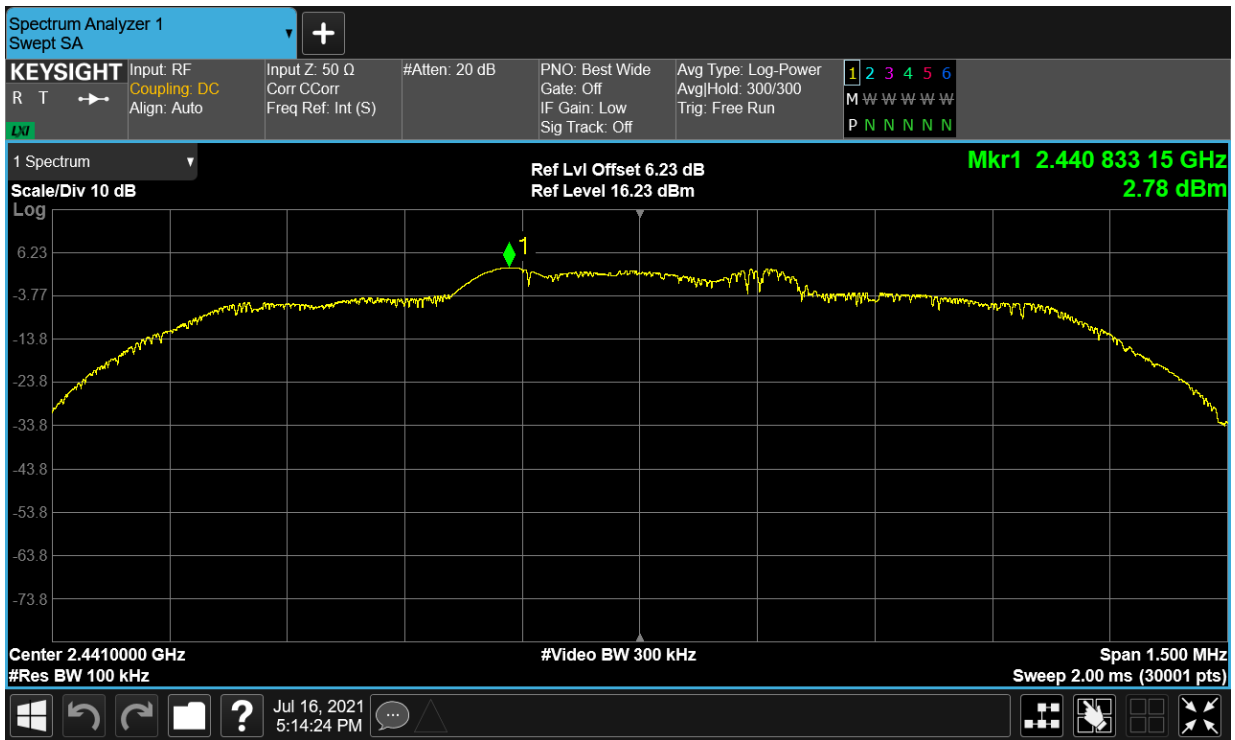 Spectrum Analyzer 1
Swept SA
+
KEYSIGHT
R T
LXI
Input: RF
Coupling: DC
Align: Auto
Input Z: 50 Ω
Corr CCorr
Freq Ref: Int (S)
#Atten: 20 dB
PNO: Best Wide
Gate: Off
IF Gain: Low
Sig Track: Off
Avg Type: Log-Power
Avg|Hold: 300/300
Trig: Free Run
1 2 3 4 5 6
M W W W W W
P N N N N N
1 Spectrum
Scale/Div 10 dB
Log
Ref Lvl Offset 6.23 dB
Ref Level 16.23 dBm
Mkr1 2.440 833 15 GHz
2.78 dBm
1
6.23
-3.77
-13.8
-23.8
-33.8
-43.8
-53.8
-63.8
-73.8
Center 2.4410000 GHz
#Res BW 100 kHz
#Video BW 300 kHz
Span 1.500 MHz
Sweep 2.00 ms (30001 pts)
?
Jul 16, 2021
5:14:24 PM